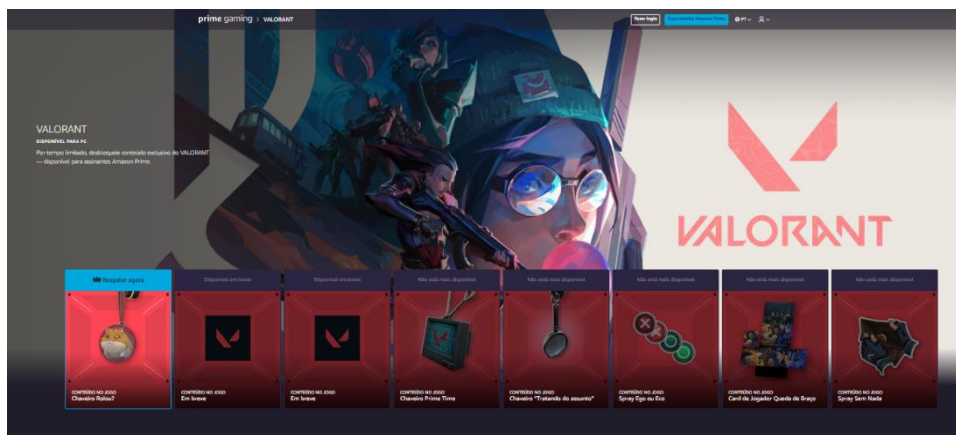 prime gaming > VALORANT
Fazer login
Experimente Amazon Prime
PT
VALORANT
DISPONÍVEL PARA PC
Por tempo limitado, desbloqueie conteúdo exclusivo do VALORANT
— disponível para assinantes Amazon Prime.
VALORANT
Resgatar agora
Disponível em breve
Disponível em breve
Não está mais disponível
Não está mais disponível
Não está mais disponível
Não está mais disponível
Não está mais disponível
CONTEÚDO NO JOGO
Chaveiro Rolou?
CONTEÚDO NO JOGO
Em breve
CONTEÚDO NO JOGO
Em breve
CONTEÚDO NO JOGO
Chaveiro Prime Time
CONTEÚDO NO JOGO
Chaveiro "Tratando do assunto"
CONTEÚDO NO JOGO
Spray Ego ou Eco
CONTEÚDO NO JOGO
Card de Jogador Queda de Braço
CONTEÚDO NO JOGO
Spray Sem Nada